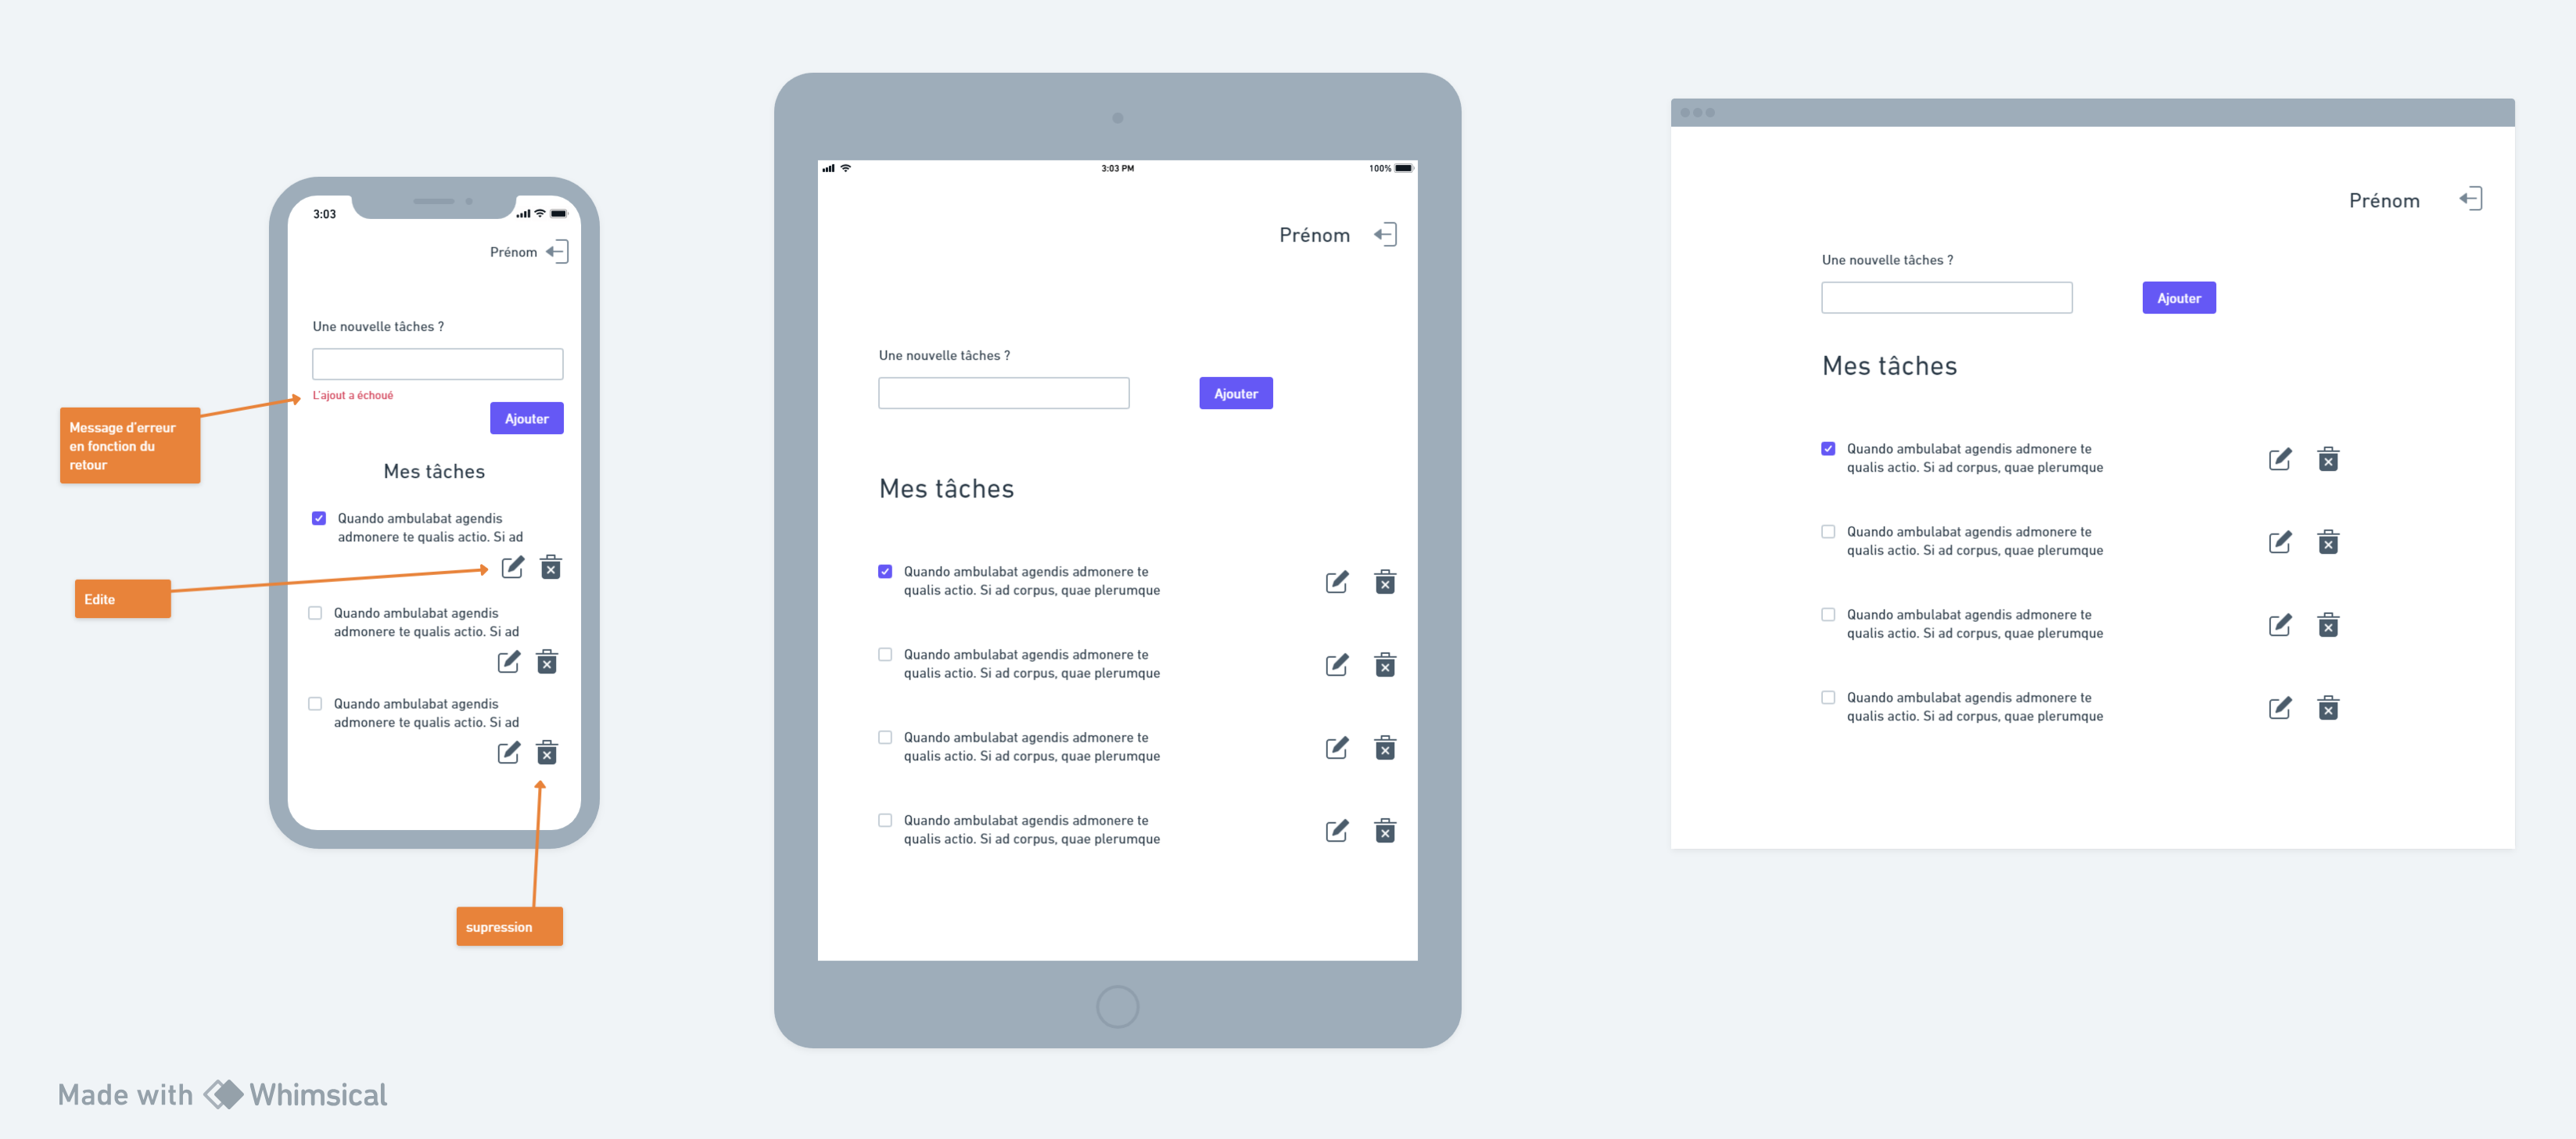 3:03
Prénom
Une nouvelle tâches ?
L'ajout a échoué
Ajouter
Mes tâches
Quando ambulabat agendis
admonere te qualis actio. Si ad
Quando ambulabat agendis
admonere te qualis actio. Si ad
Quando ambulabat agendis
admonere te qualis actio. Si ad
Message d'erreur
en fonction du
retour
Edite
supression
3:03 PM
100%
Prénom
Une nouvelle tâches ?
Ajouter
Mes tâches
Quando ambulabat agendis admonere te
qualis actio. Si ad corpus, quae plerumque
Quando ambulabat agendis admonere te
qualis actio. Si ad corpus, quae plerumque
Quando ambulabat agendis admonere te
qualis actio. Si ad corpus, quae plerumque
Quando ambulabat agendis admonere te
qualis actio. Si ad corpus, quae plerumque
Prénom
Une nouvelle tâches ?
Ajouter
Mes tâches
Quando ambulabat agendis admonere te
qualis actio. Si ad corpus, quae plerumque
Quando ambulabat agendis admonere te
qualis actio. Si ad corpus, quae plerumque
Quando ambulabat agendis admonere te
qualis actio. Si ad corpus, quae plerumque
Quando ambulabat agendis admonere te
qualis actio. Si ad corpus, quae plerumque
Made with Whimsical